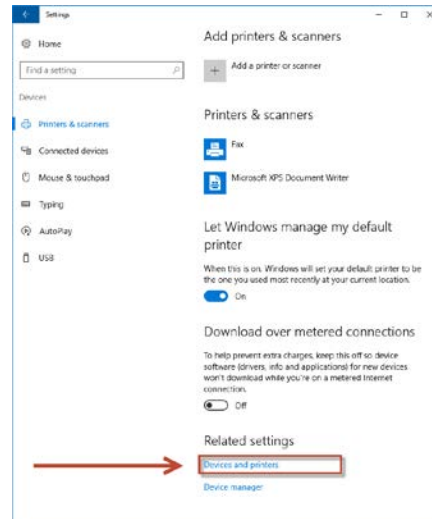 Settings
Home
Find a setting
Devices
Printers & scanners
Connected devices
Mouse & touchpad
Typing
AutoPlay
USB
Add printers & scanners
Add a printer or scanner
Printers & scanners
Fax
Microsoft XPS Document Writer
Let Windows manage my default
printer
When this is on, Windows will set your default printer to be
the one you used most recently at your current location.
On
Download over metered connections
To help prevent extra charges, keep this off so device
software (drivers, info and applications) for new devices
won't download while you're on a metered Internet
connection.
Off
Related settings
Devices and printers
Device manager